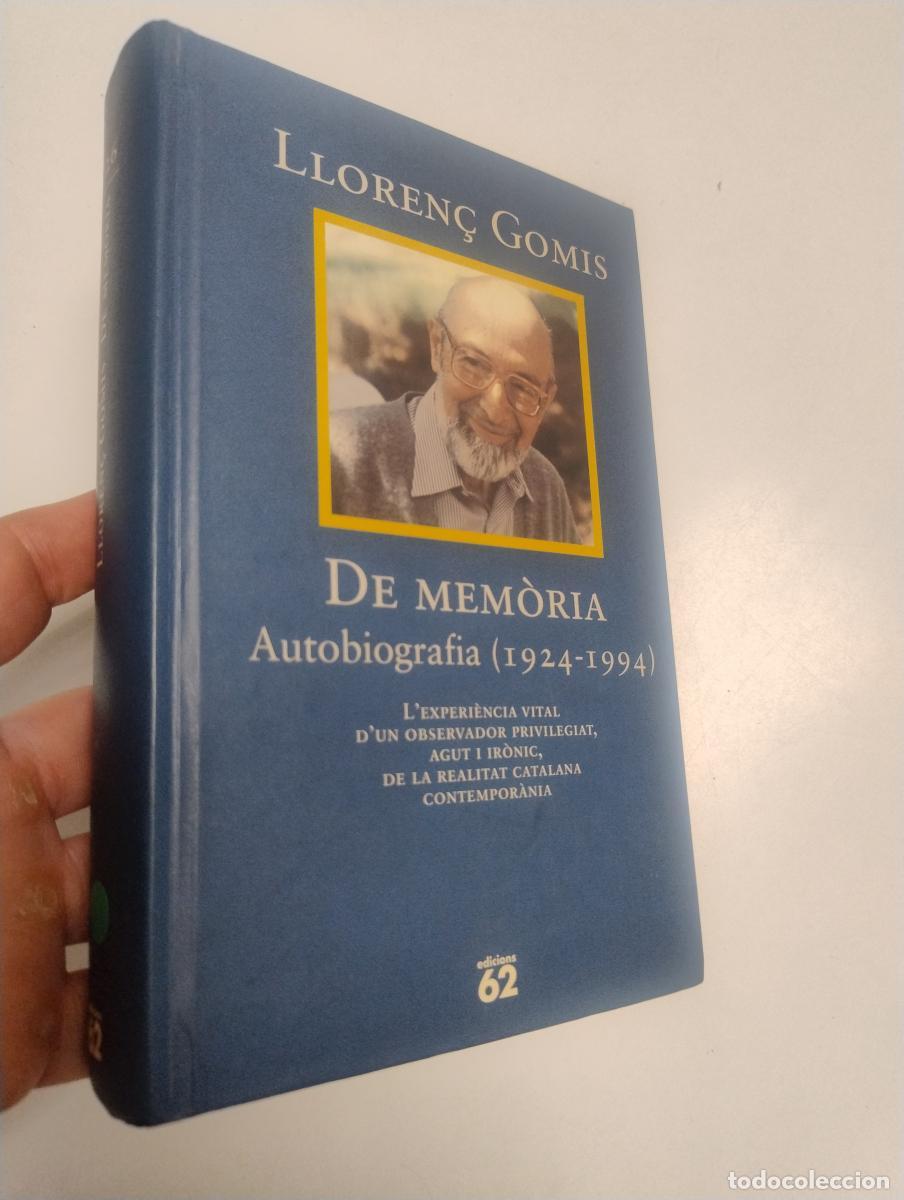 LLORENÇ GOMIS
DE MEMÒRIA
Autobiografia (1924-1994)
L'EXPERIÈNCIA VITAL
D'UN OBSERVADOR PRIVILEGIAT,
AGUT I IRÒNIC,
DE LA REALITAT CATALANA
CONTEMPORÀNIA
edicions
62
todocoleccion